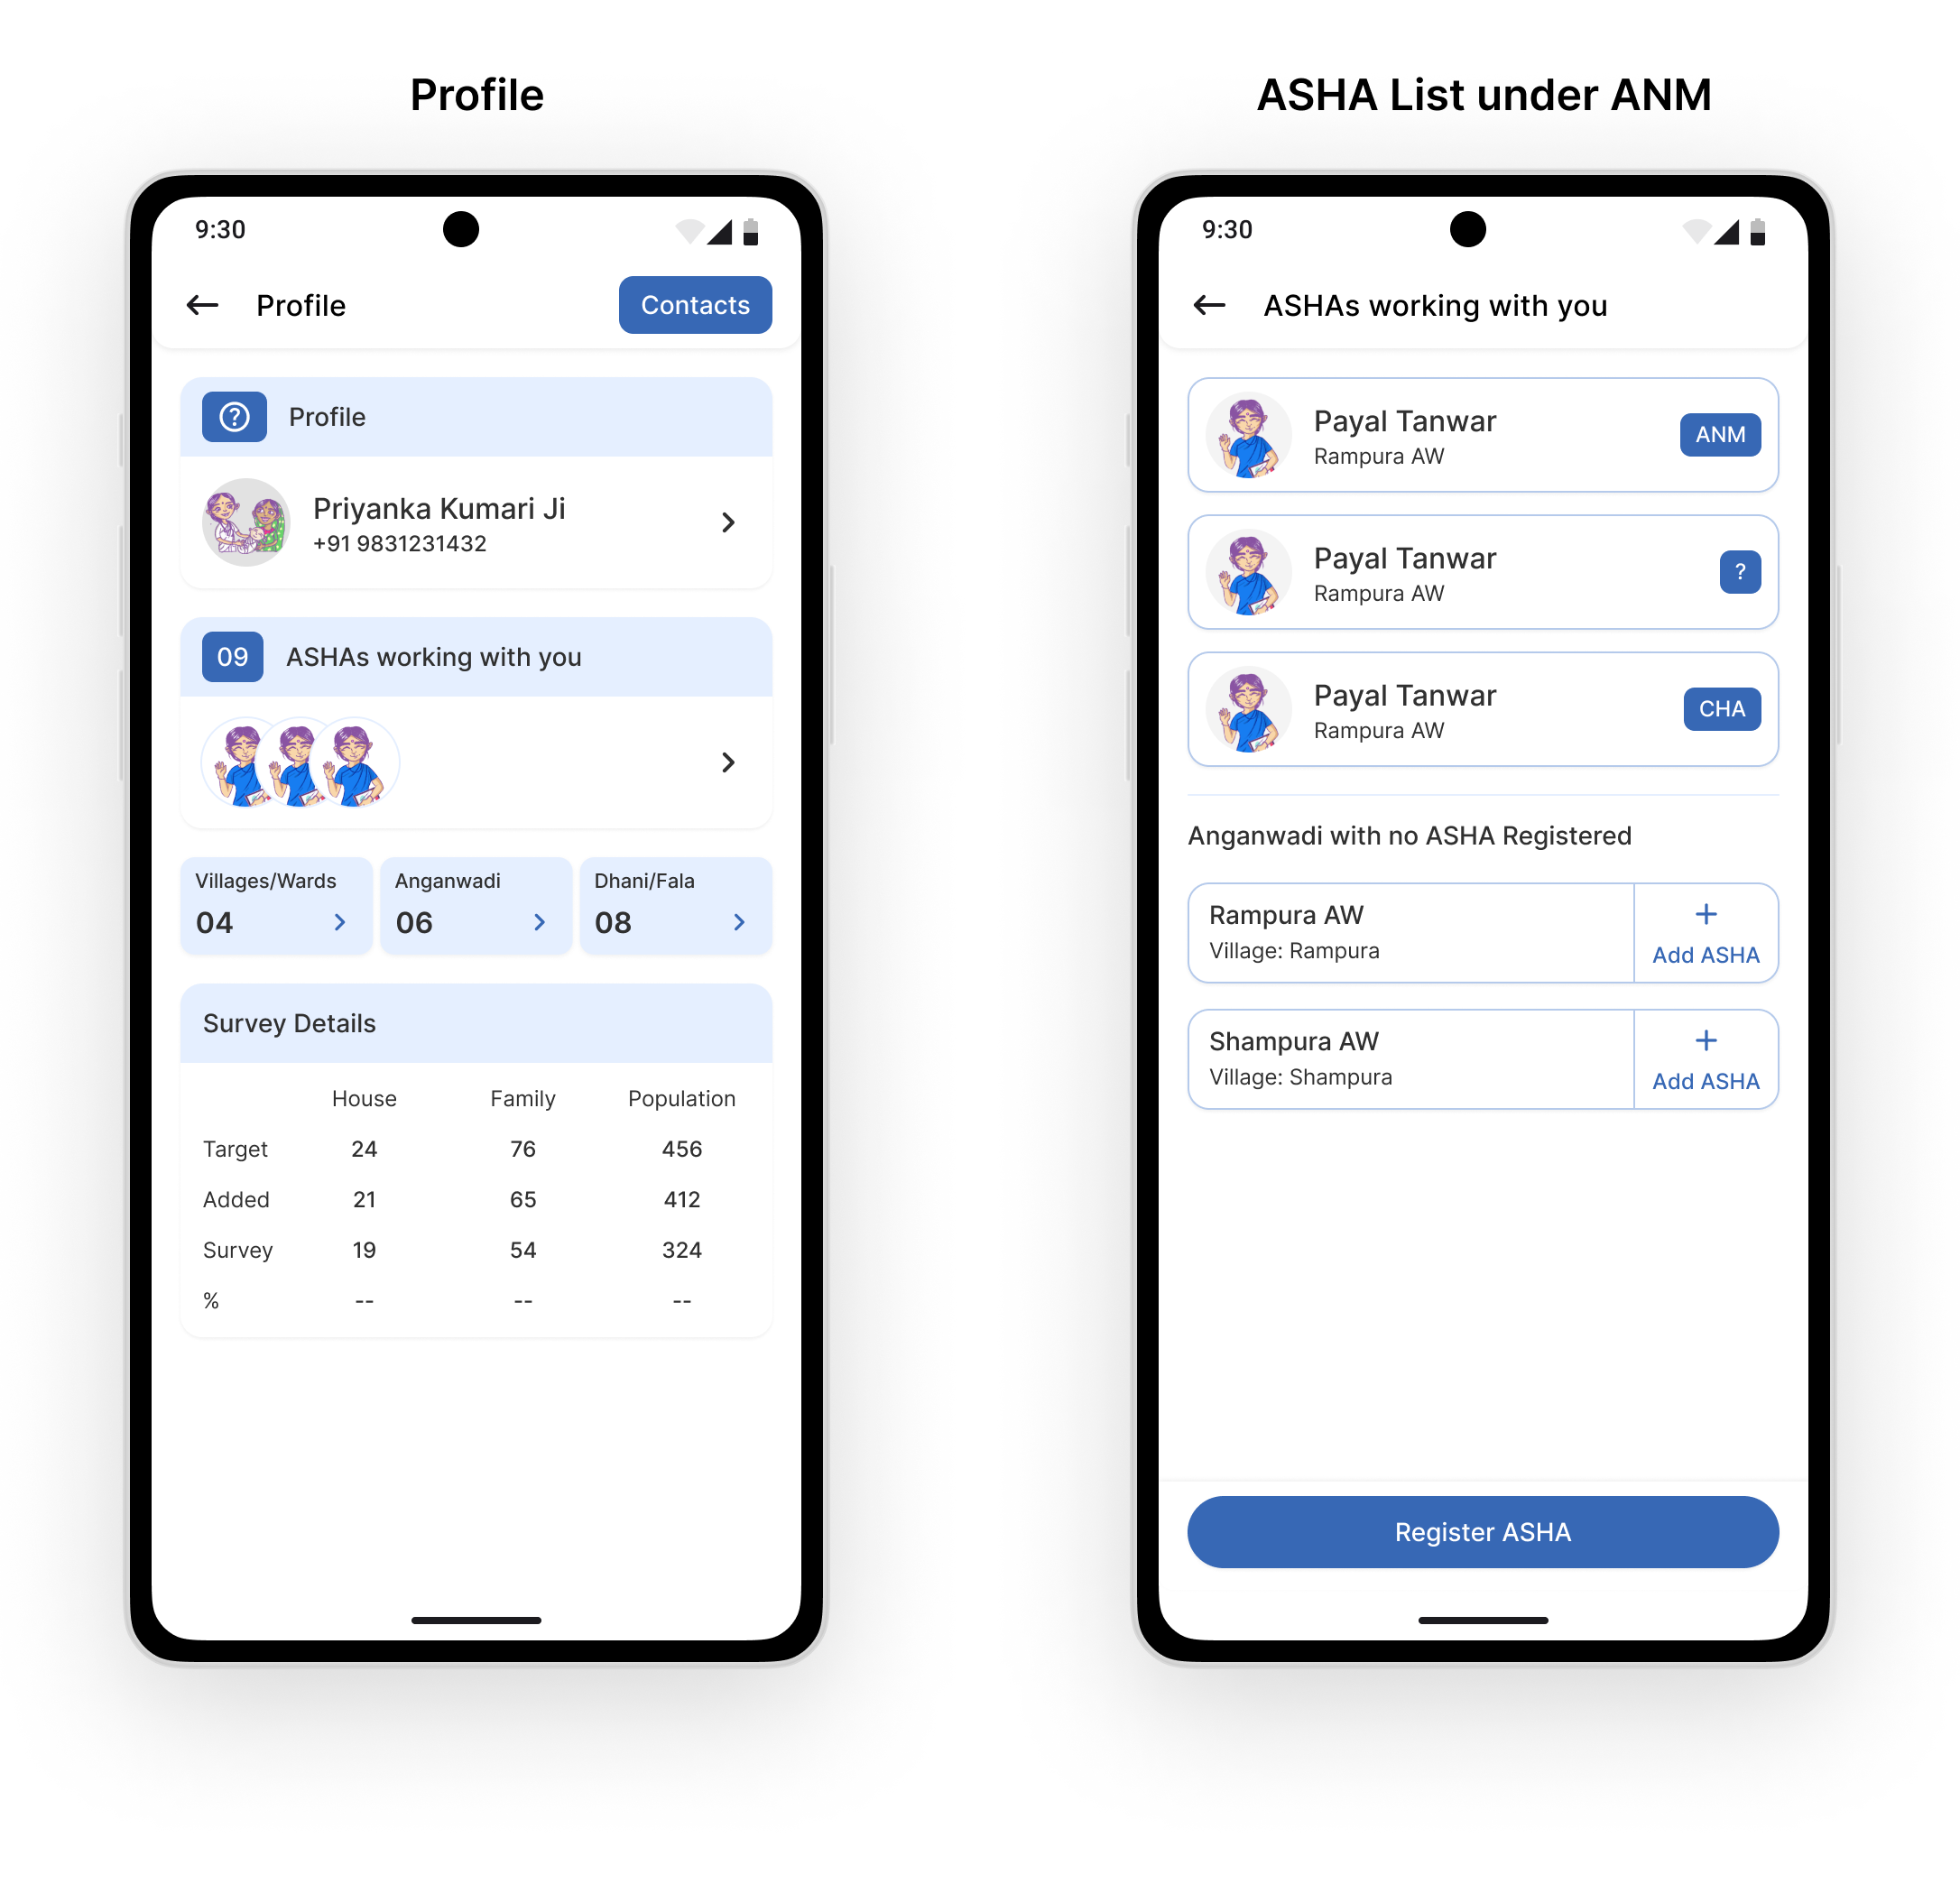 Profile
9:30
Profile
Contacts
Profile
Priyanka Kumari Ji
+91 9831231432
09 ASHAs working with you
Villages/Wards Anganwadi Dhani/Fala
04 06 08
Survey Details
House Family Population
Target 24 76 456
Added 21 65 412
Survey 19 54 324
% -- -- --
ASHA List under ANM
9:30
ASHAs working with you
Payal Tanwar
Rampura AW
ANM
Payal Tanwar
Rampura AW
?
Payal Tanwar
Rampura AW
CHA
Anganwadi with no ASHA Registered
Rampura AW
Village: Rampura
+
Add ASHA
Shampura AW
Village: Shampura
+
Add ASHA
Register ASHA